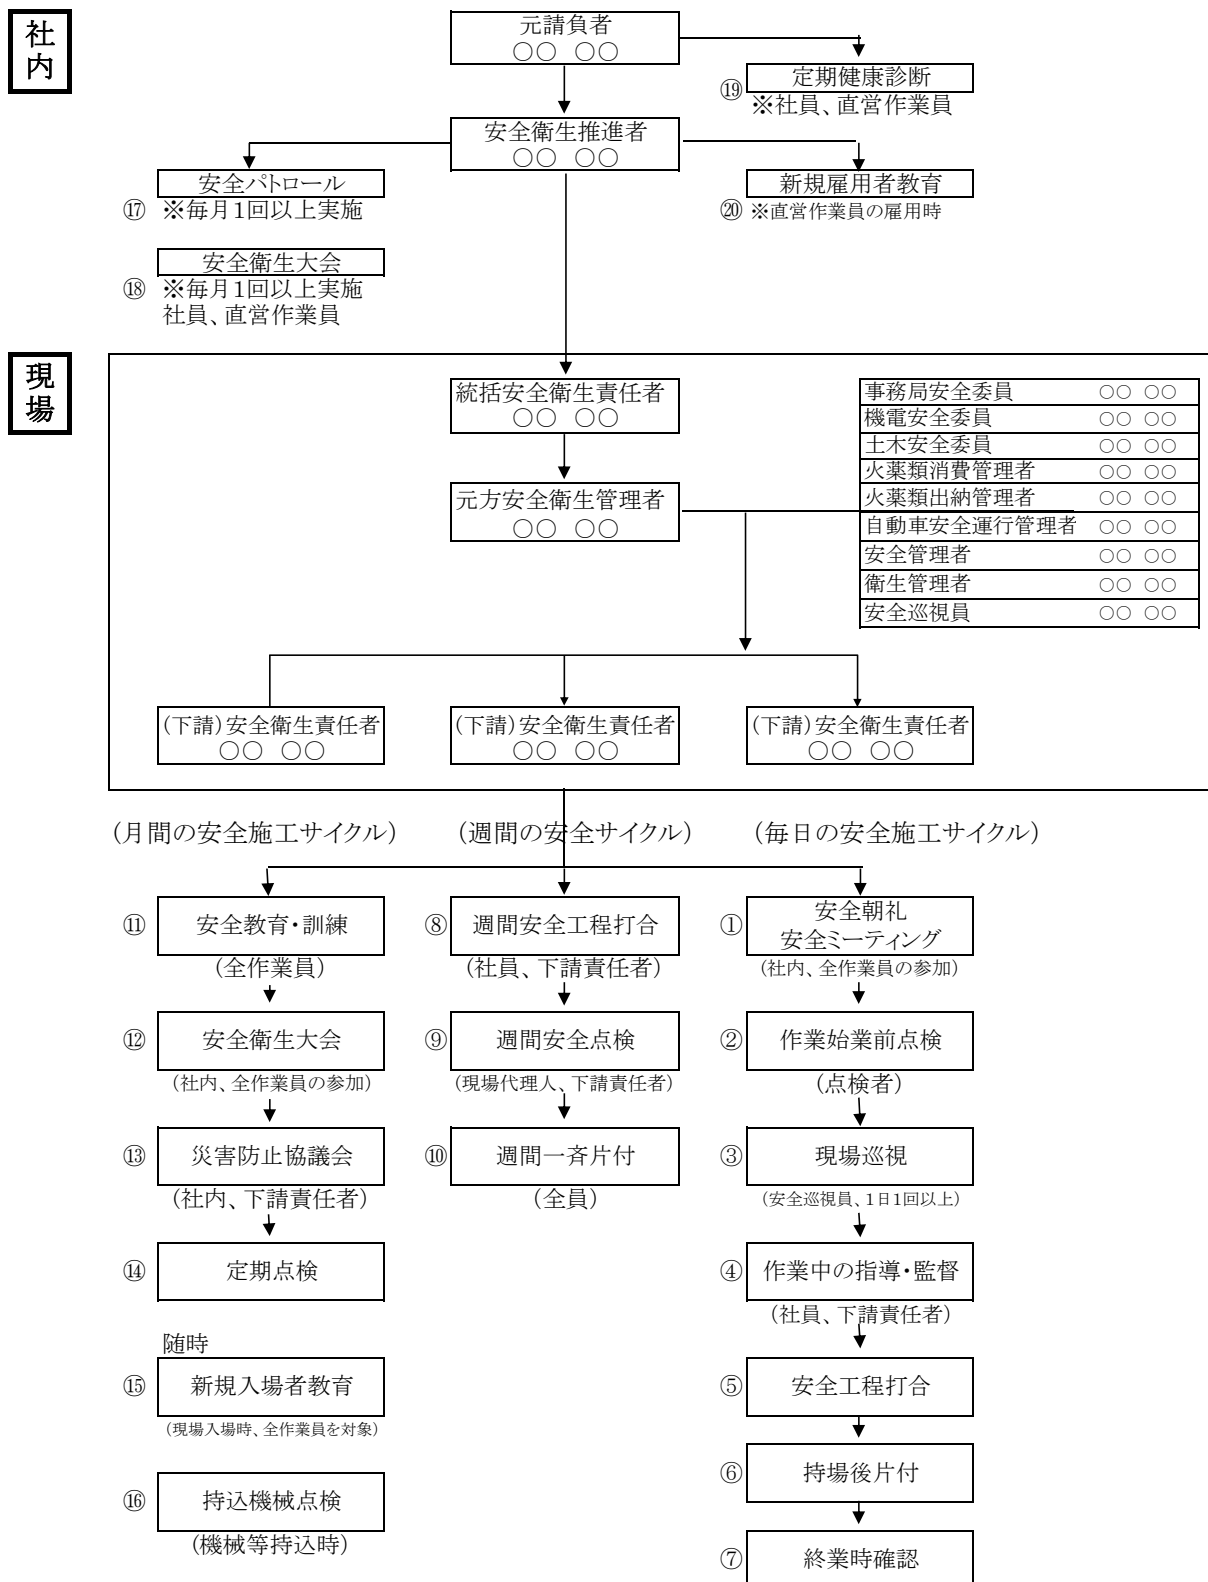 社内
元請負者
○○ ○○
定期健康診断
⑲
※社員、直営作業員
安全衛生推進者
○○ ○○
安全パトロール
⑰ ※毎月1回以上実施
新規雇用者教育
⑳ ※直営作業員の雇用時
安全衛生大会
⑱ ※毎月1回以上実施
社員、直営作業員
現場
統括安全衛生責任者
○○ ○○
元方安全衛生管理者
○○ ○○
事務局安全委員 ○○ ○○
機電安全委員 ○○ ○○
土木安全委員 ○○ ○○
火薬類消費管理者 ○○ ○○
火薬類出納管理者 ○○ ○○
自動車安全運行管理者 ○○ ○○
安全管理者 ○○ ○○
衛生管理者 ○○ ○○
安全巡視員 ○○ ○○
(下請)安全衛生責任者
○○ ○○
(下請)安全衛生責任者
○○ ○○
(下請)安全衛生責任者
○○ ○○
(月間の安全施工サイクル)
⑪ 安全教育・訓練
(全作業員)
⑫ 安全衛生大会
(社内、全作業員の参加)
⑬ 災害防止協議会
(社内、下請責任者)
⑭ 定期点検
随時
⑮ 新規入場者教育
(現場入場時、全作業員を対象)
⑯ 持込機械点検
(機械等持込時)
(週間の安全サイクル)
⑧ 週間安全工程打合
(社員、下請責任者)
⑨ 週間安全点検
(現場代理人、下請責任者)
⑩ 週間一斉片付
(全員)
(毎日の安全施工サイクル)
① 安全朝礼
安全ミーティング
(社内、全作業員の参加)
② 作業始業前点検
(点検者)
③ 現場巡視
(安全巡視員、1日1回以上)
④ 作業中の指導・監督
(社員、下請責任者)
⑤ 安全工程打合
⑥ 持場後片付
⑦ 終業時確認